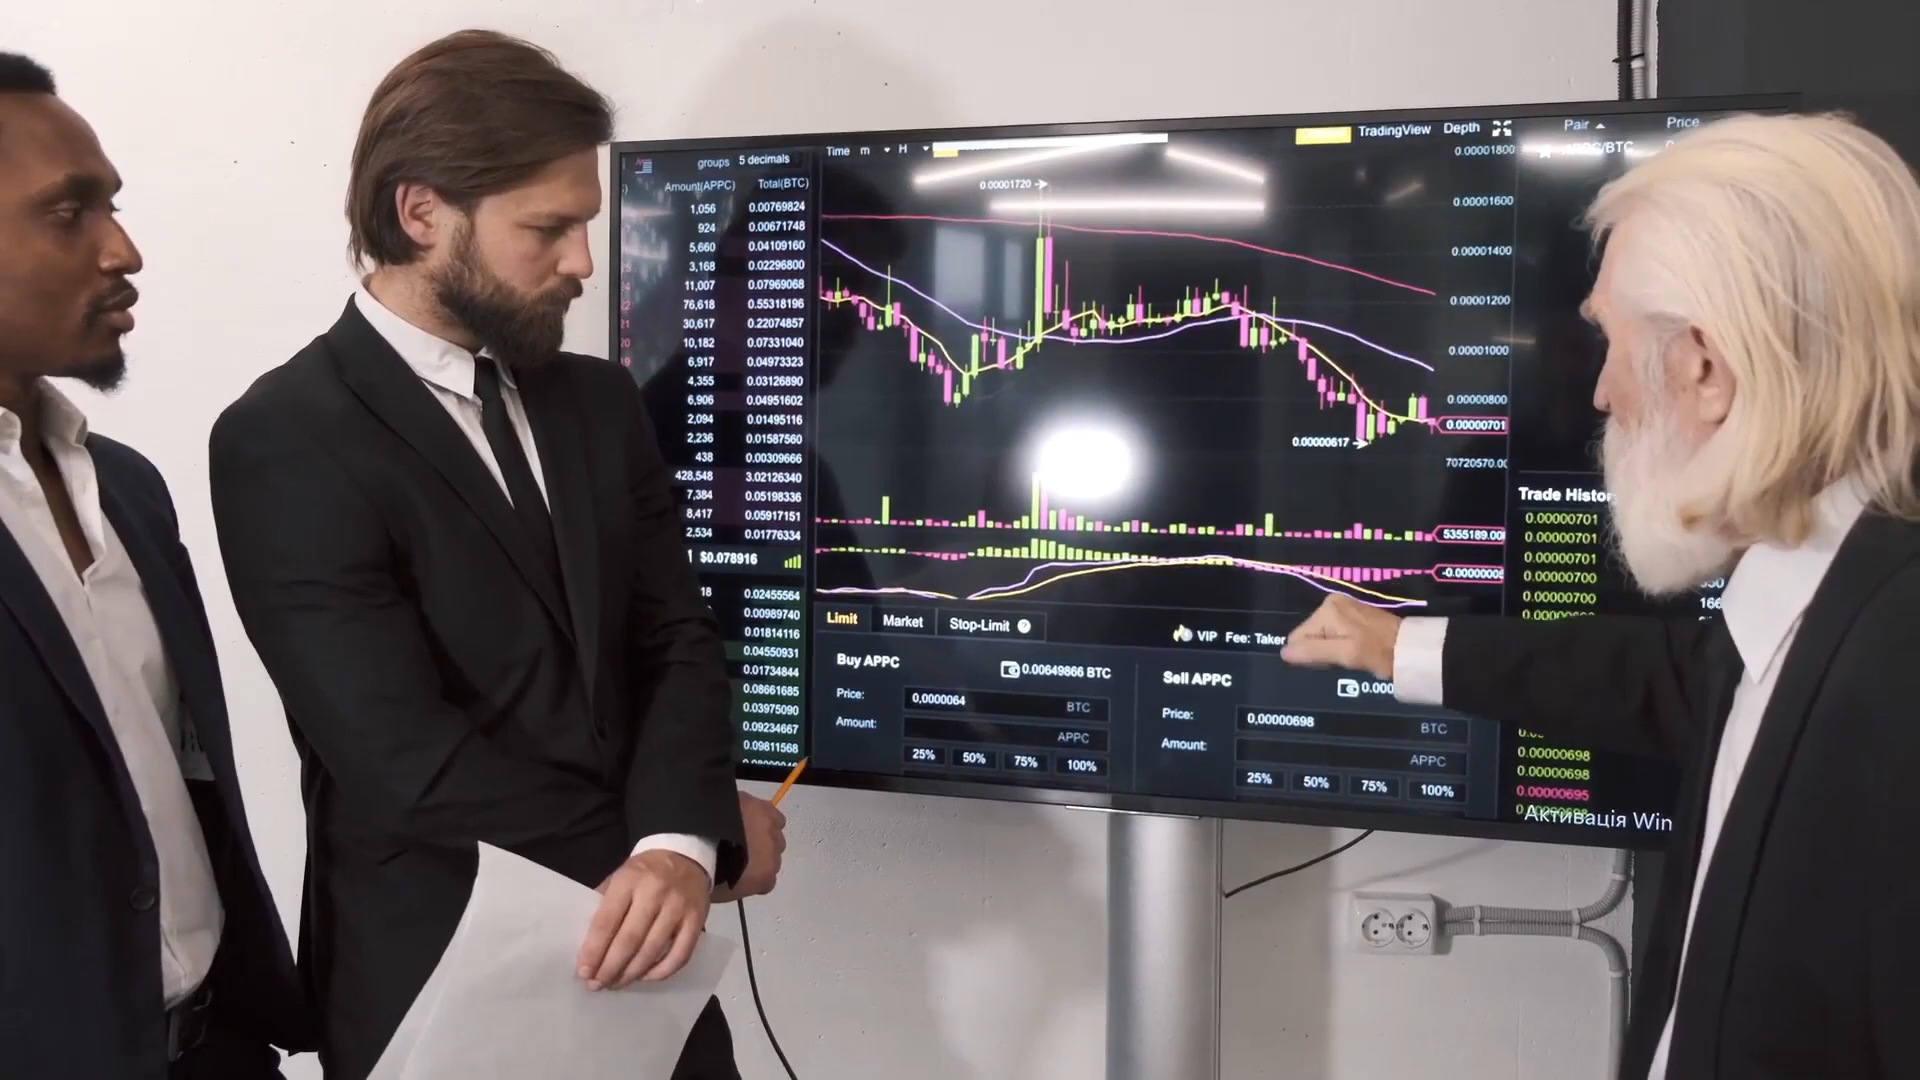 groups 5 decimals
Amount(APPC) Total(BTC)
1,056 0.00769824
924 0.00671748
5,660 0.04109160
3,168 0.02296800
11,007 0.07969068
76,618 0.55318196
30,617 0.22074857
10,182 0.07331040
6,917 0.04973323
4,355 0.03126890
6,906 0.04951602
2,094 0.01495116
2,236 0.01587560
438 0.00309666
428,548 3.02126340
7,384 0.05198336
8,417 0.05917151
2,534 0.01776334
$0.078916
18 0.02455564
0.00989740
0.01814116
0.04550931
0.01734844
0.08661685
0.03975090
0.09234667
0.09811568
Time m H
TradingView Depth
0.00001800
0.00001720
0.00001600
0.00001400
0.00001200
0.00001000
0.00000800
0.00000701
0.00000617
70720570.00
5355189.00
Limit Market Stop-Limit ?
VIP Fee: Taker
Buy APPC 0.00649866 BTC
Price: 0,0000064 BTC
Amount: APPC
25% 50% 75% 100%
Sell APPC 0.000
Price: 0,00000698 BTC
Amount: APPC
25% 50% 75% 100%
Pair Price
/BTC
Trade Histor
0.00000701
0.00000701
0.00000701
0.00000700
0.00000700
166
0.00000698
0.00000698
0.00000695
Активація Win